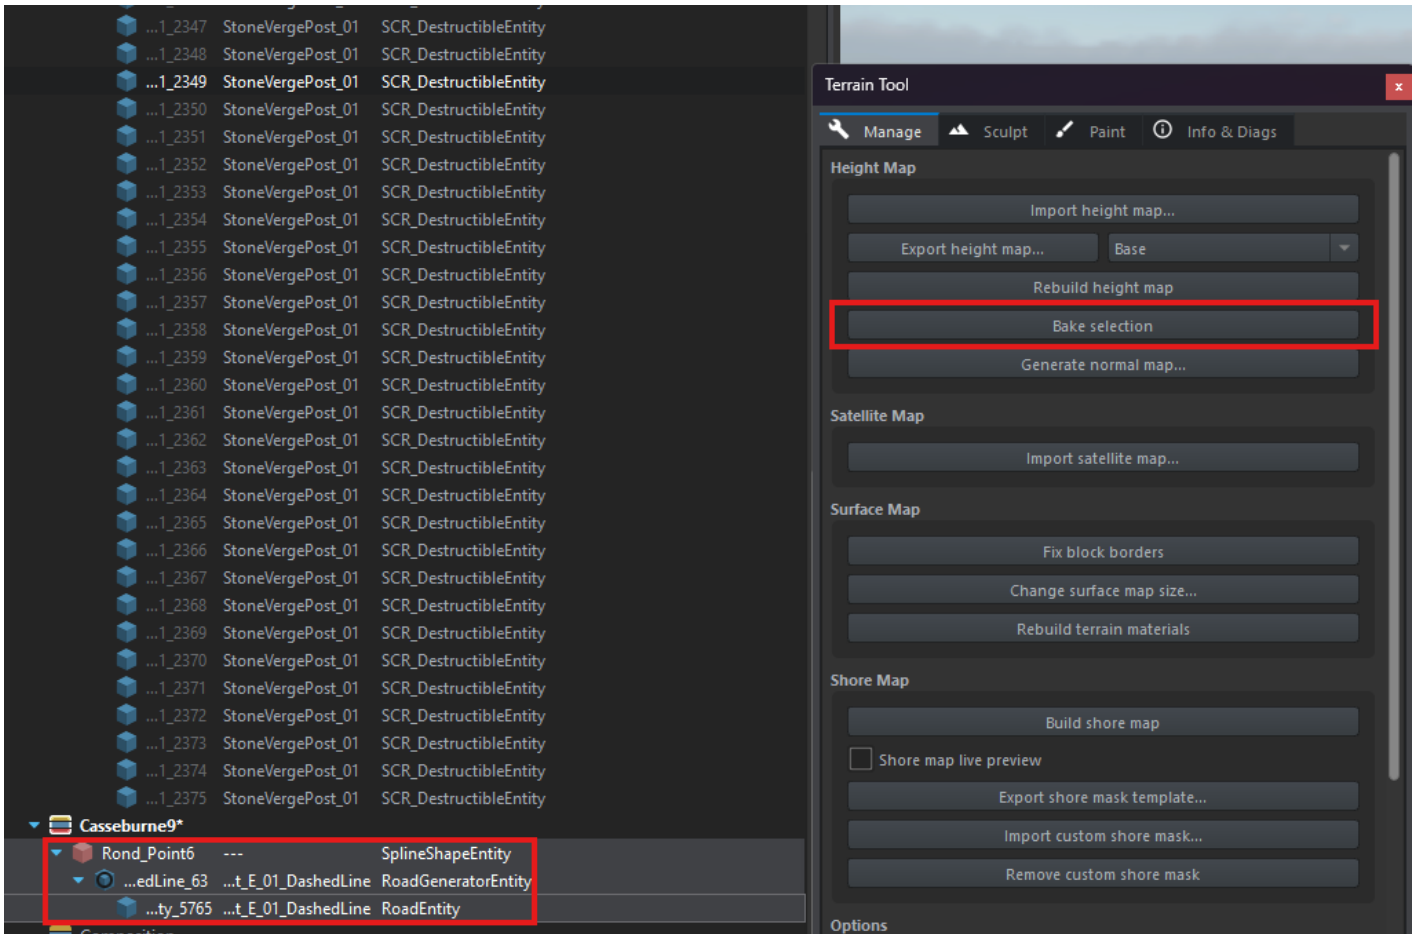 ...1_2347 StoneVergePost_01 SCR_DestructibleEntity
...1_2348 StoneVergePost_01 SCR_DestructibleEntity
...1_2349 StoneVergePost_01 SCR_DestructibleEntity
...1_2350 StoneVergePost_01 SCR_DestructibleEntity
...1_2351 StoneVergePost_01 SCR_DestructibleEntity
...1_2352 StoneVergePost_01 SCR_DestructibleEntity
...1_2353 StoneVergePost_01 SCR_DestructibleEntity
...1_2354 StoneVergePost_01 SCR_DestructibleEntity
...1_2355 StoneVergePost_01 SCR_DestructibleEntity
...1_2356 StoneVergePost_01 SCR_DestructibleEntity
...1_2357 StoneVergePost_01 SCR_DestructibleEntity
...1_2358 StoneVergePost_01 SCR_DestructibleEntity
...1_2359 StoneVergePost_01 SCR_DestructibleEntity
...1_2360 StoneVergePost_01 SCR_DestructibleEntity
...1_2361 StoneVergePost_01 SCR_DestructibleEntity
...1_2362 StoneVergePost_01 SCR_DestructibleEntity
...1_2363 StoneVergePost_01 SCR_DestructibleEntity
...1_2364 StoneVergePost_01 SCR_DestructibleEntity
...1_2365 StoneVergePost_01 SCR_DestructibleEntity
...1_2366 StoneVergePost_01 SCR_DestructibleEntity
...1_2367 StoneVergePost_01 SCR_DestructibleEntity
...1_2368 StoneVergePost_01 SCR_DestructibleEntity
...1_2369 StoneVergePost_01 SCR_DestructibleEntity
...1_2370 StoneVergePost_01 SCR_DestructibleEntity
...1_2371 StoneVergePost_01 SCR_DestructibleEntity
...1_2372 StoneVergePost_01 SCR_DestructibleEntity
...1_2373 StoneVergePost_01 SCR_DestructibleEntity
...1_2374 StoneVergePost_01 SCR_DestructibleEntity
...1_2375 StoneVergePost_01 SCR_DestructibleEntity
Casseburne9*
Rond_Point6 --- SplineShapeEntity
...edLine_63 ...t_E_01_DashedLine RoadGeneratorEntity
...ty_5765 ...t_E_01_DashedLine RoadEntity
Terrain Tool x
Manage Sculpt Paint Info & Diags
Height Map
Import height map...
Export height map... Base
Rebuild height map
Bake selection
Generate normal map...
Satellite Map
Import satellite map...
Surface Map
Fix block borders
Change surface map size...
Rebuild terrain materials
Shore Map
Build shore map
Shore map live preview
Export shore mask template...
Import custom shore mask...
Remove custom shore mask
Options